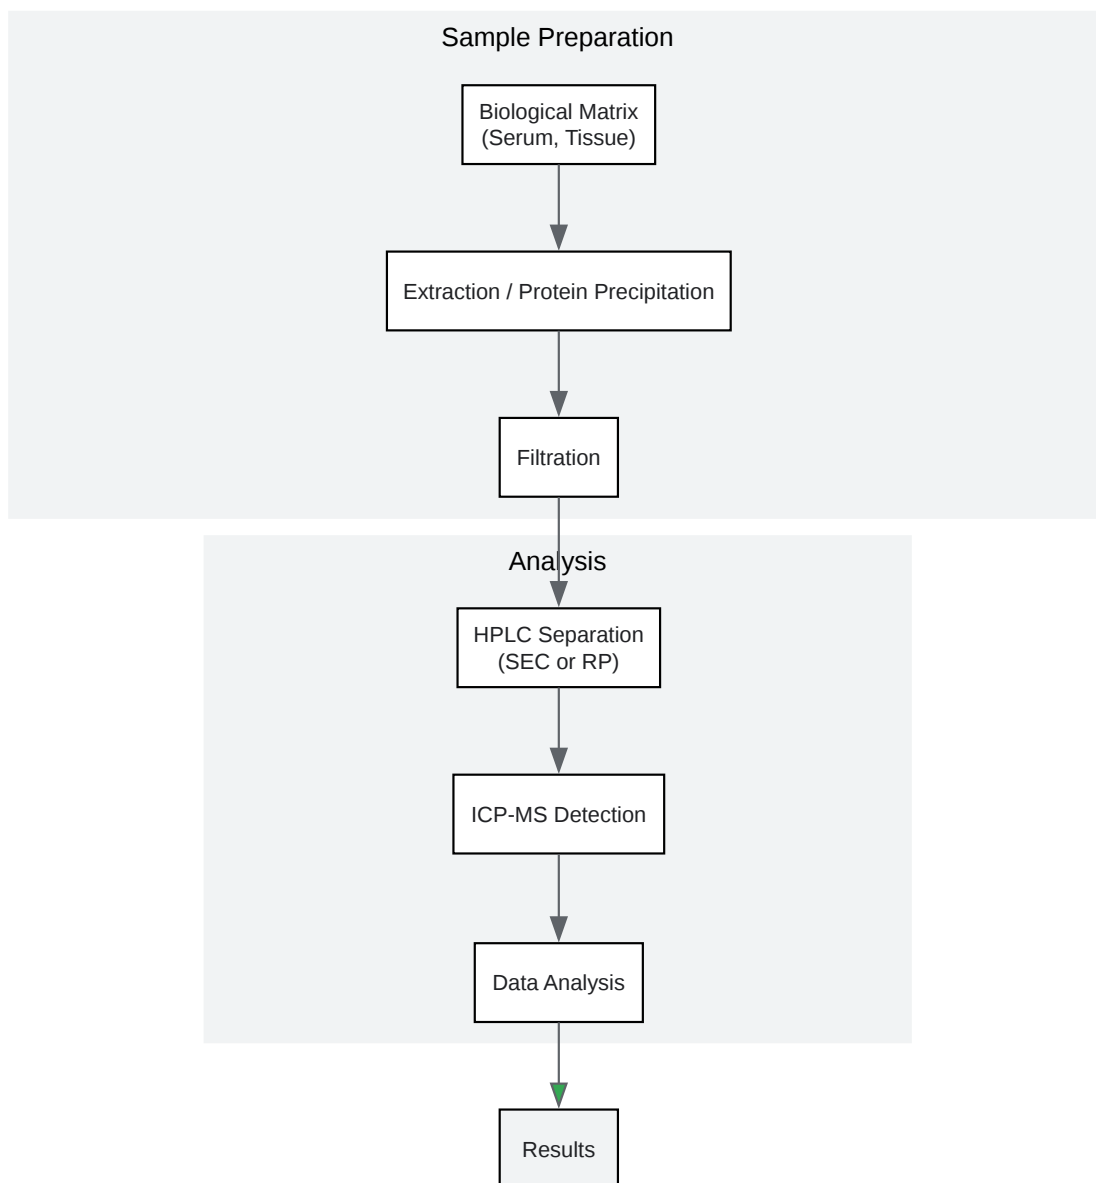 Sample Preparation
Biological Matrix
(Serum, Tissue)
Extraction / Protein Precipitation
Filtration
Analysis
HPLC Separation
(SEC or RP)
ICP-MS Detection
Data Analysis
Results